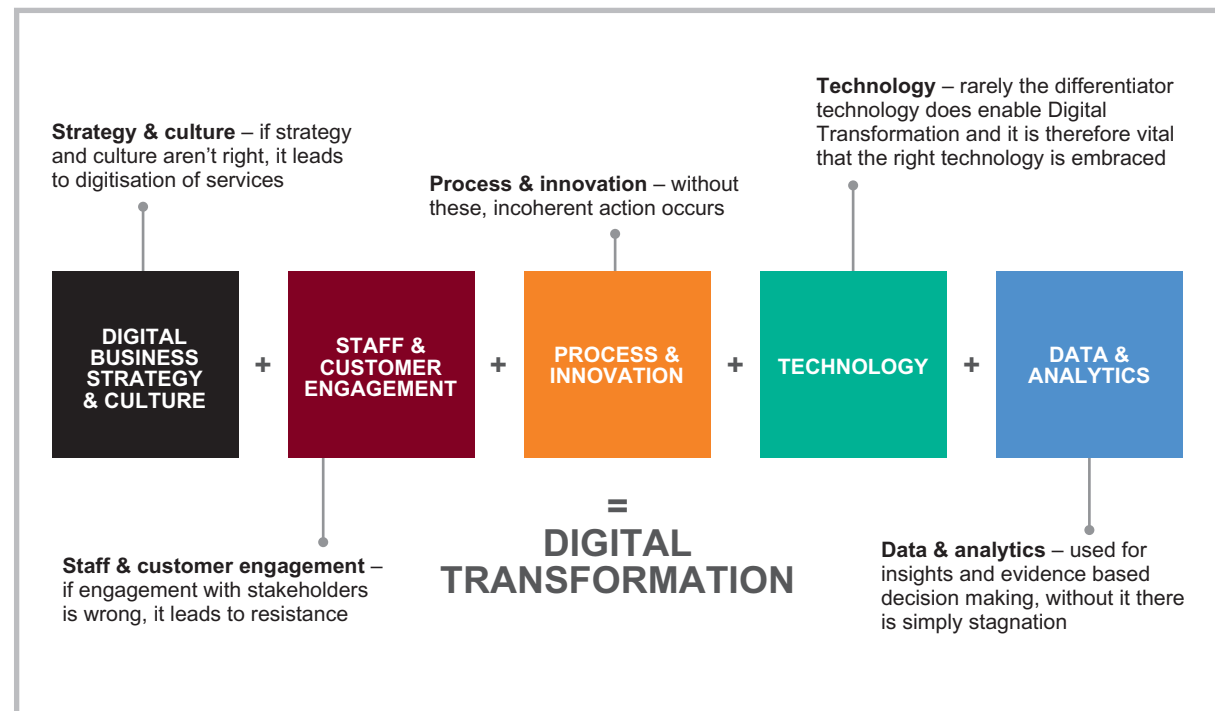 Technology – rarely the differentiator
technology does enable Digital
Transformation and it is therefore vital
that the right technology is embraced
Strategy & culture – if strategy
and culture aren't right, it leads
to digitisation of services
Process & innovation – without
these, incoherent action occurs
DIGITAL
BUSINESS
STRATEGY
& CULTURE
+
STAFF &
CUSTOMER
ENGAGEMENT
+
PROCESS &
INNOVATION
+
TECHNOLOGY
+
DATA &
ANALYTICS
=
DIGITAL
TRANSFORMATION
Staff & customer engagement –
if engagement with stakeholders
is wrong, it leads to resistance
Data & analytics – used for
insights and evidence based
decision making, without it there
is simply stagnation